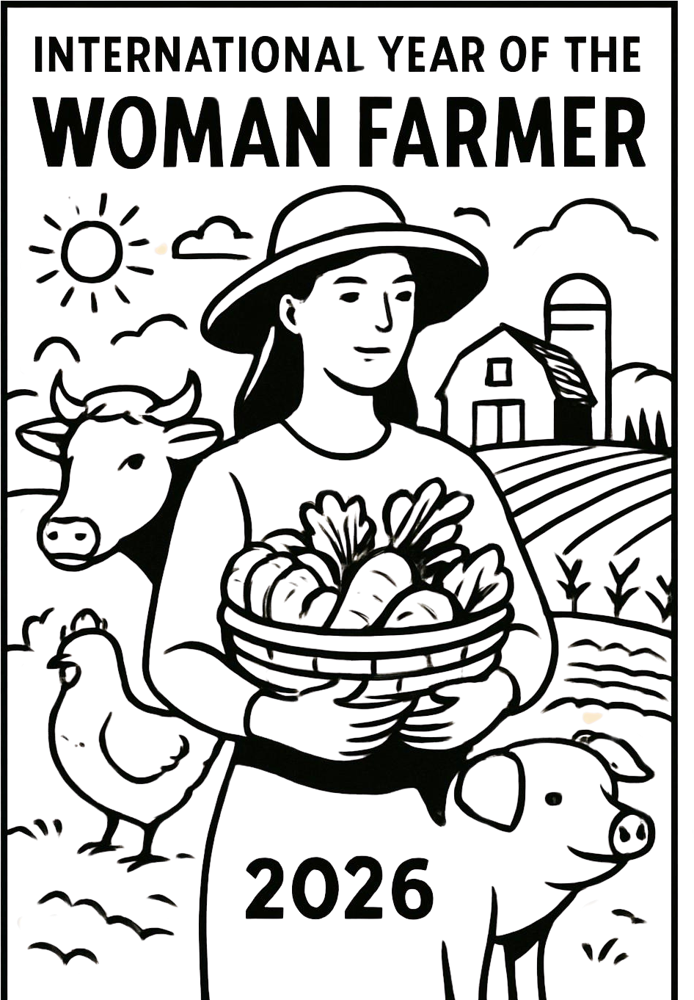 INTERNATIONAL YEAR OF THE
WOMAN FARMER
2026